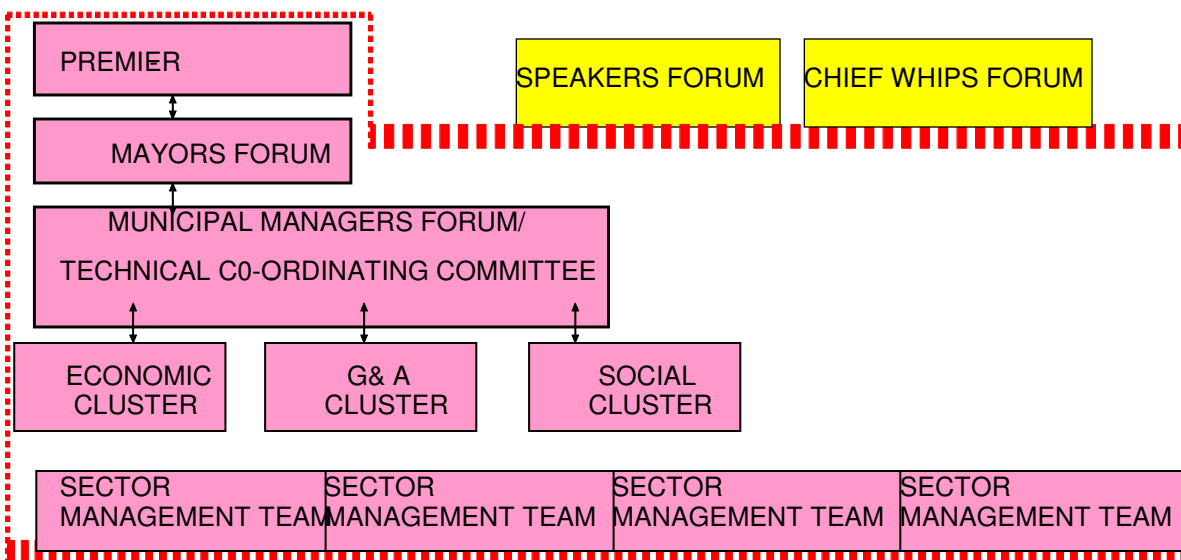 PREMIER
SPEAKERS FORUM
CHIEF WHIPS FORUM
MAYORS FORUM
MUNICIPAL MANAGERS FORUM/
TECHNICAL C0-ORDINATING COMMITTEE
ECONOMIC
CLUSTER
G& A
CLUSTER
SOCIAL
CLUSTER
SECTOR
MANAGEMENT TEAM
SECTOR
MANAGEMENT TEAM
SECTOR
MANAGEMENT TEAM
SECTOR
MANAGEMENT TEAM